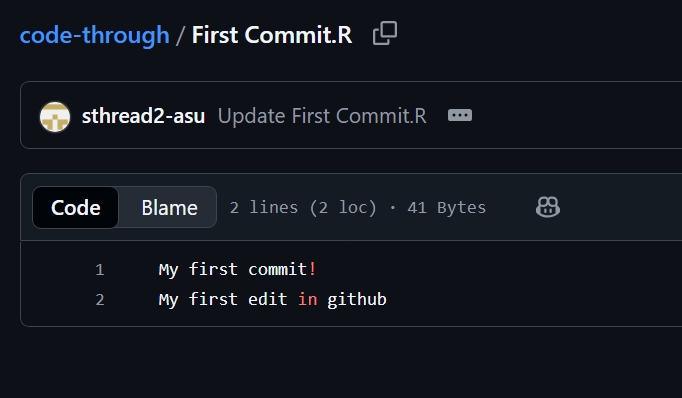 code-through / First Commit.R
sthread2-asu Update First Commit.R
Code Blame 2 lines (2 loc) · 41 Bytes
1 My first commit!
2 My first edit in github